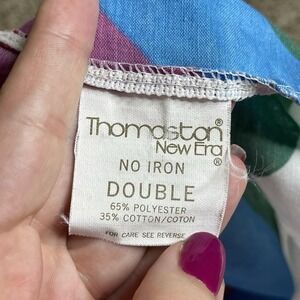 Thomaston®
New Era®
NO IRON
DOUBLE
65% POLYESTER
35% COTTON/COTON
FOR CARE SEE REVERSE